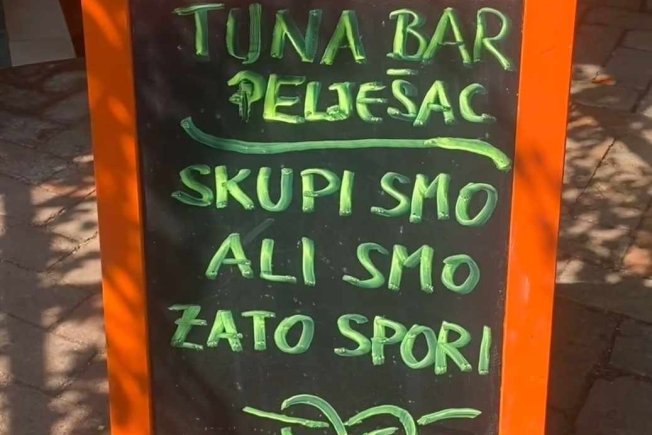 TUNA BAR
PELJEŠAC
SKUPI SMO
ALI SMO
ZATO SPORI